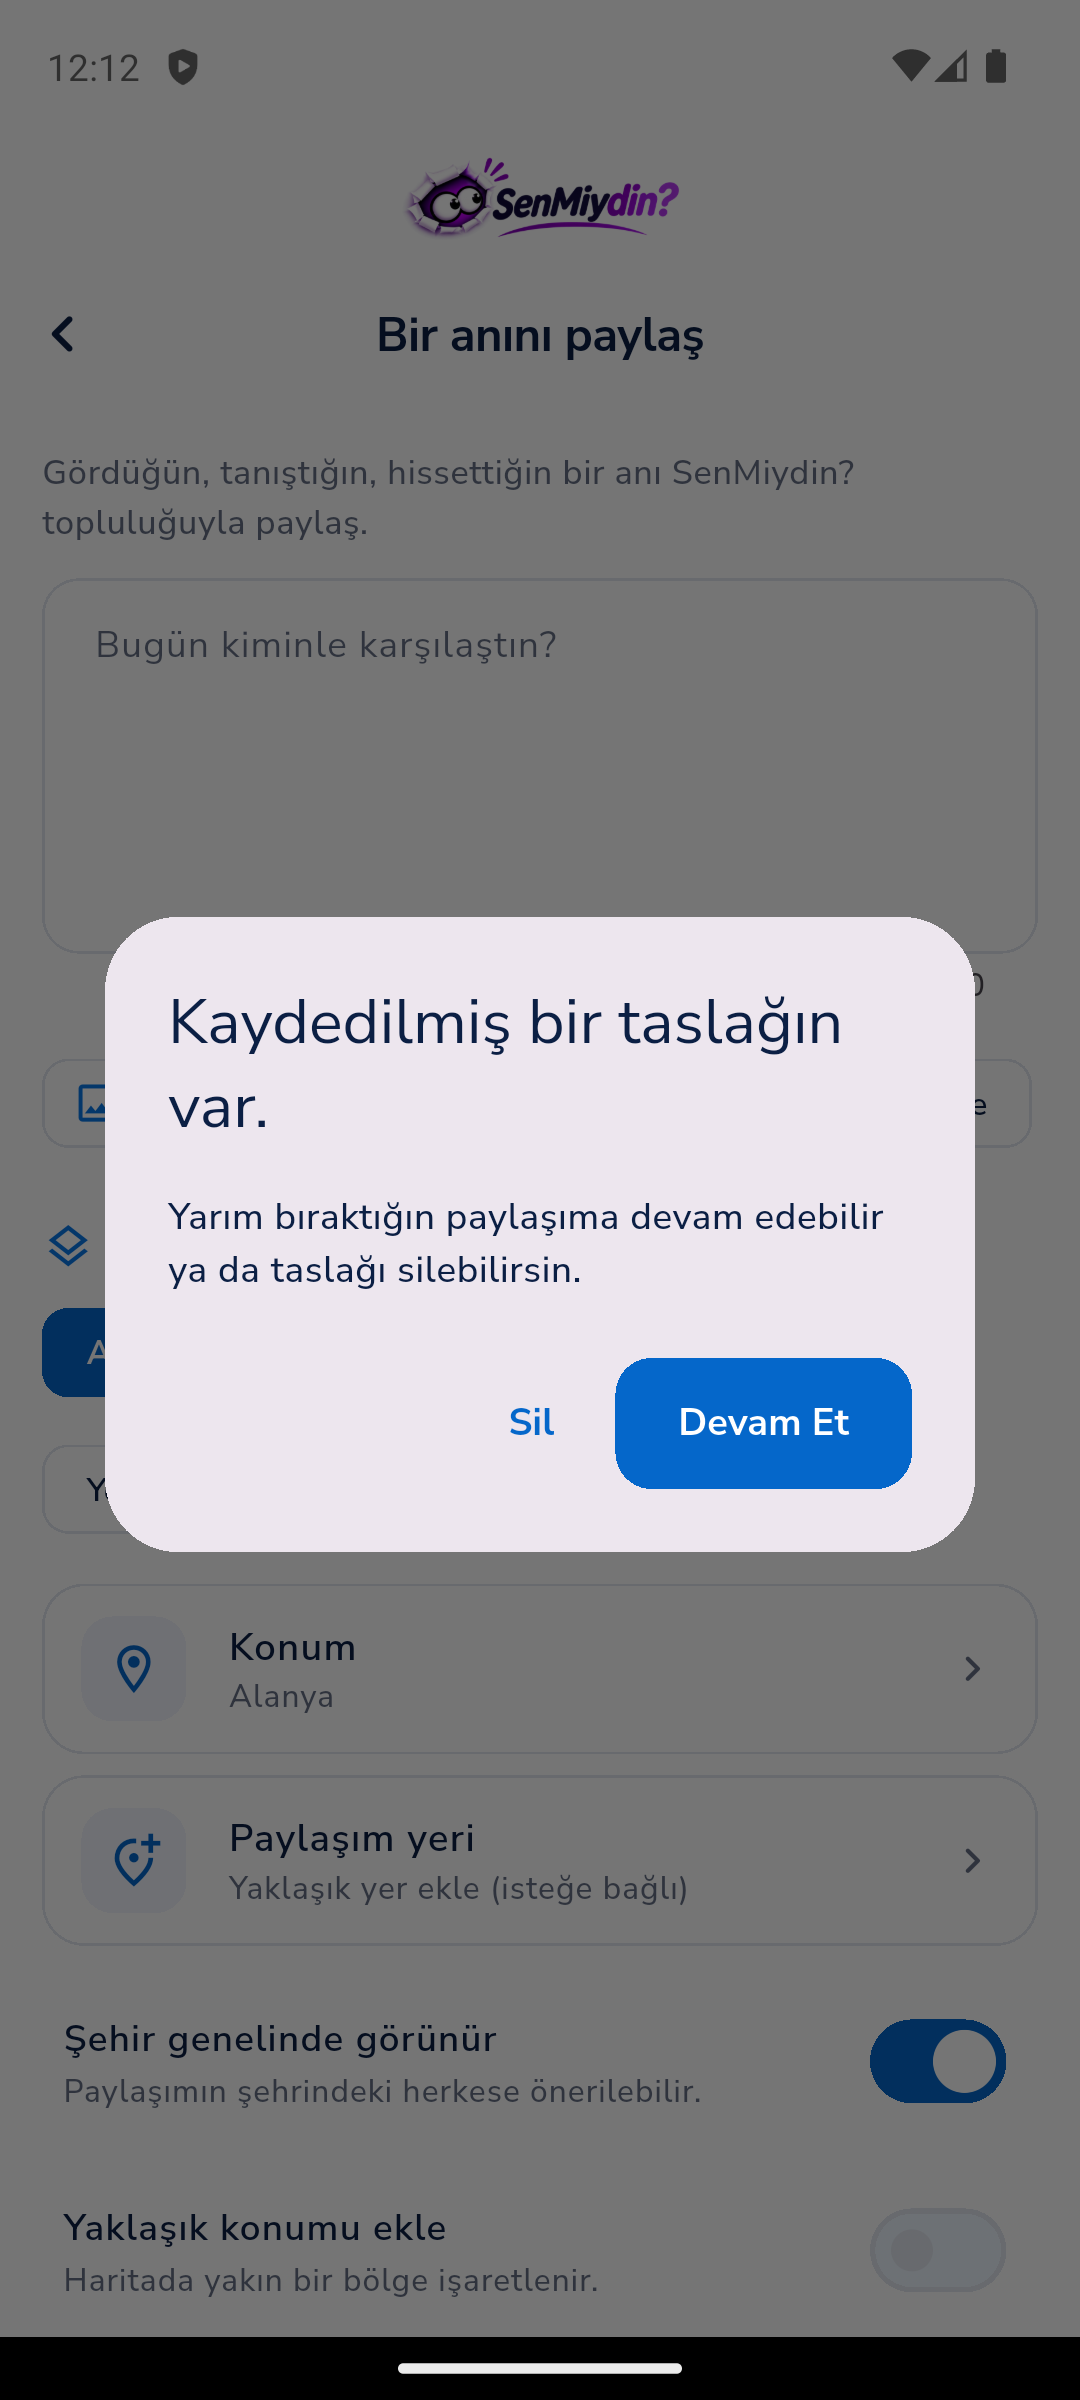 12:12
SenMiydin?
Bir anını paylaş
Gördüğün, tanıştığın, hissettiğin bir anı SenMiydin?
topluluğuyla paylaş.
Bugün kiminle karşılaştın?
Kaydedilmiş bir taslağın
var.
Yarım bıraktığın paylaşıma devam edebilir
ya da taslağı silebilirsin.
Sil
Devam Et
Konum
Alanya
Paylaşım yeri
Yaklaşık yer ekle (isteğe bağlı)
Şehir genelinde görünür
Paylaşımın şehrindeki herkese önerilebilir.
Yaklaşık konumu ekle
Haritada yakın bir bölge işaretlenir.